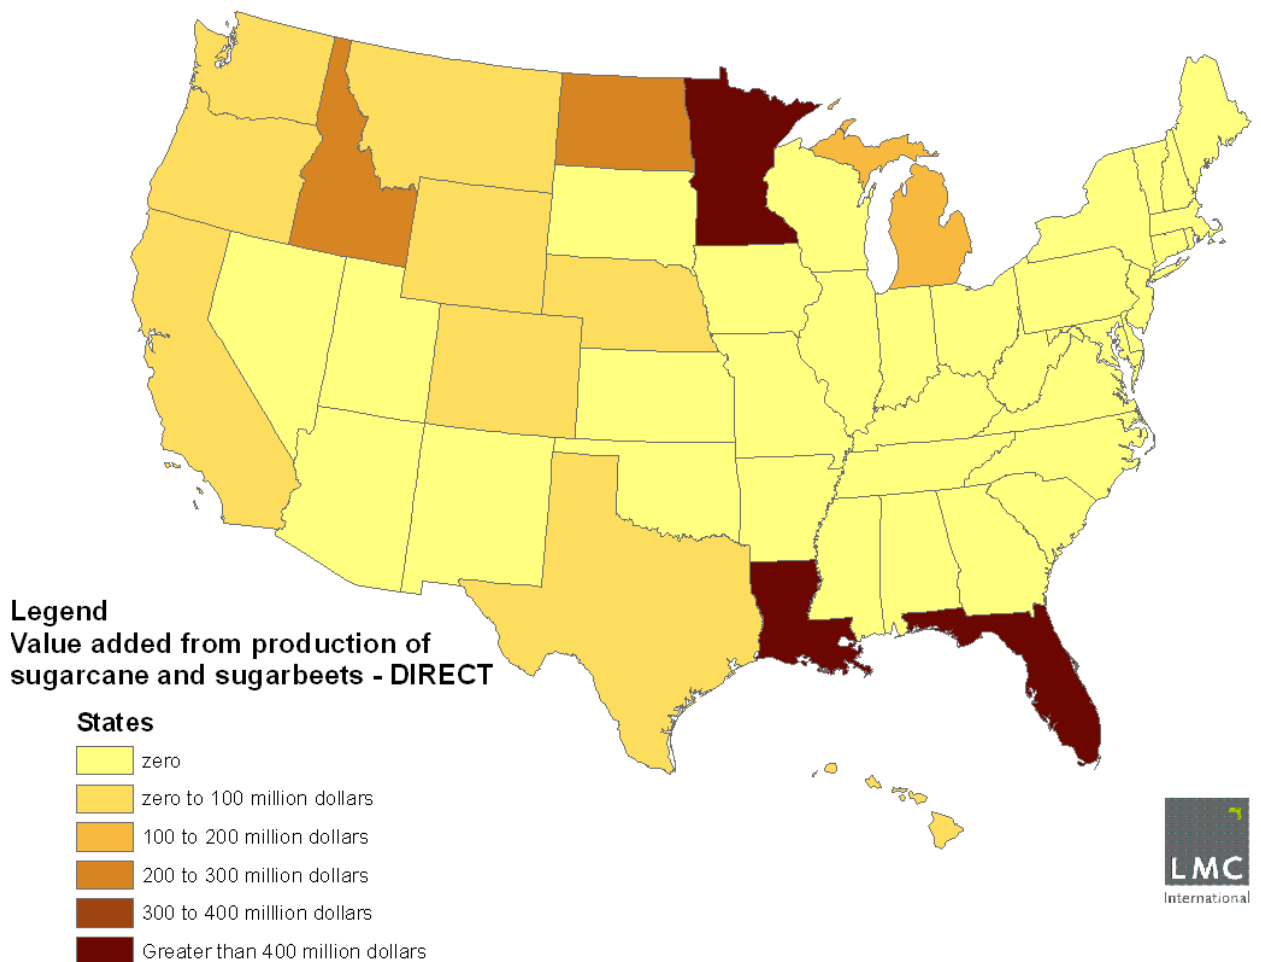 Legend
Value added from production of
sugarcane and sugarbeets - DIRECT
States
zero
zero to 100 million dollars
100 to 200 million dollars
200 to 300 million dollars
300 to 400 milllion dollars
Greater than 400 million dollars
LMC
International